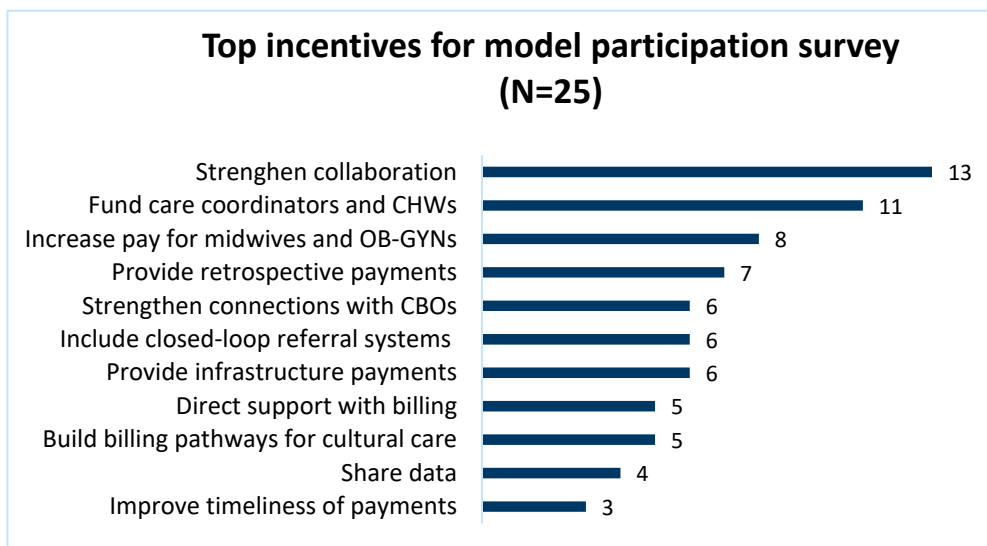 Top incentives for model participation survey
(N=25)
Strenghen collaboration 13
Fund care coordinators and CHWs 11
Increase pay for midwives and OB-GYNs 8
Provide retrospective payments 7
Strengthen connections with CBOs 6
Include closed-loop referral systems 6
Provide infrastructure payments 6
Direct support with billing 5
Build billing pathways for cultural care 5
Share data 4
Improve timeliness of payments 3